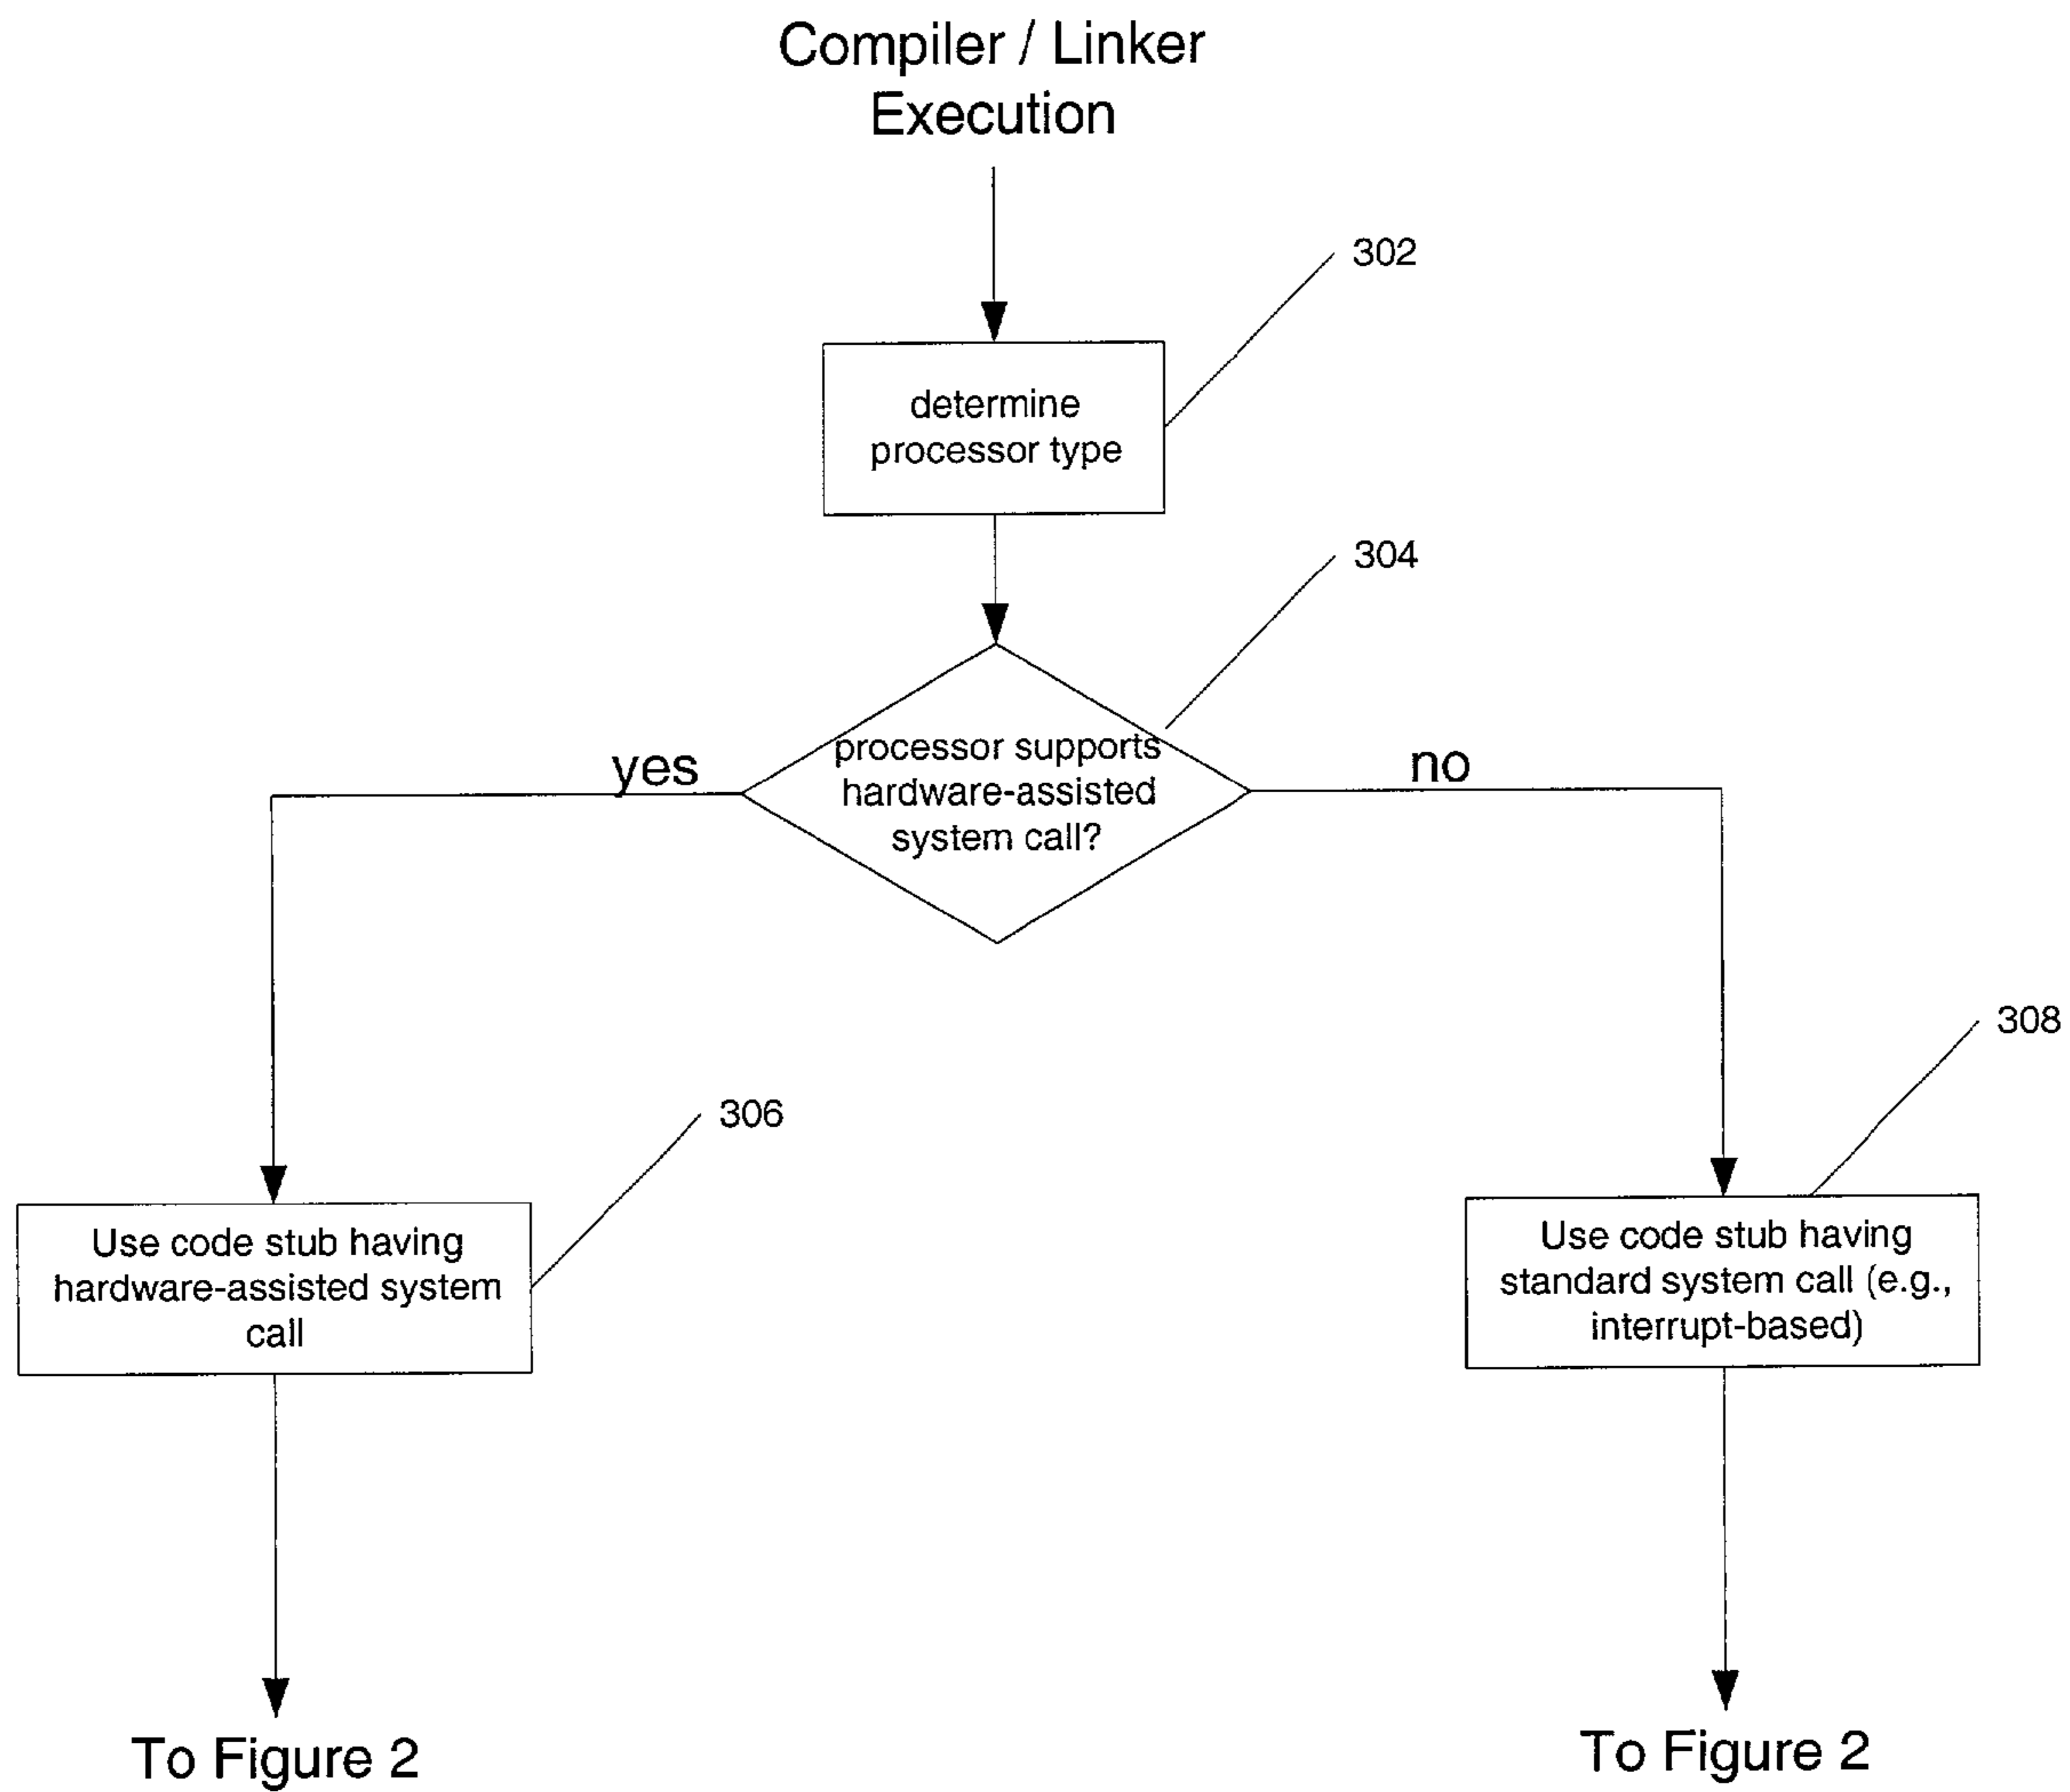 Compiler / Linker
Execution
302
determine
processor type
304
processor supports
hardware-assisted
system call?
yes
no
308
306
Use code stub having
hardware-assisted system
call
Use code stub having
standard system call (e.g.,
interrupt-based)
To Figure 2
To Figure 2